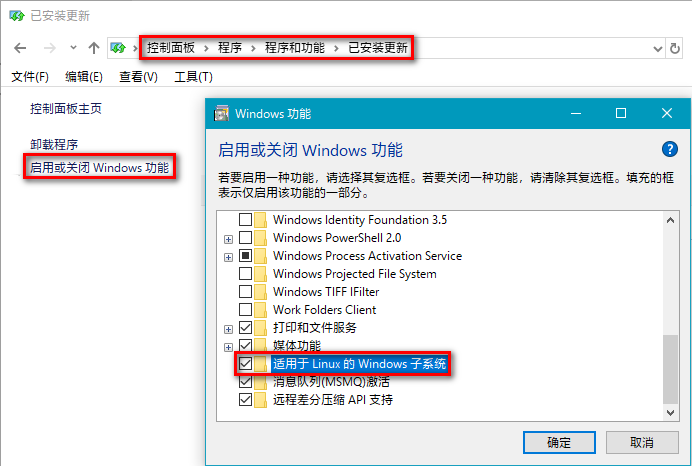 已安装更新
控制面板 > 程序 > 程序和功能 > 已安装更新
文件(F) 编辑(E) 查看(V) 工具(T)
控制面板主页
卸载程序
启用或关闭 Windows 功能
Windows 功能
启用或关闭 Windows 功能
若要启用一种功能，请选择其复选框。若要关闭一种功能，请清除其复选框。填充的框
表示仅启用该功能的一部分。
Windows Identity Foundation 3.5
Windows PowerShell 2.0
Windows Process Activation Service
Windows Projected File System
Windows TIFF IFilter
Work Folders Client
打印和文件服务
媒体功能
适用于 Linux 的 Windows 子系统
消息队列(MSMQ)激活
远程差分压缩 API 支持
确定
取消